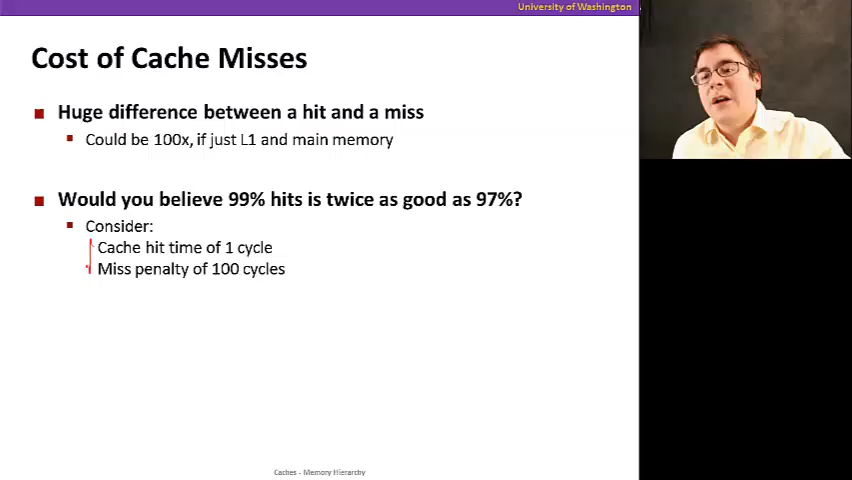 University of Washington
Cost of Cache Misses
Huge difference between a hit and a miss
Could be 100x, if just L1 and main memory
Would you believe 99% hits is twice as good as 97%?
Consider:
Cache hit time of 1 cycle
Miss penalty of 100 cycles
Caches - Memory Hierarchy